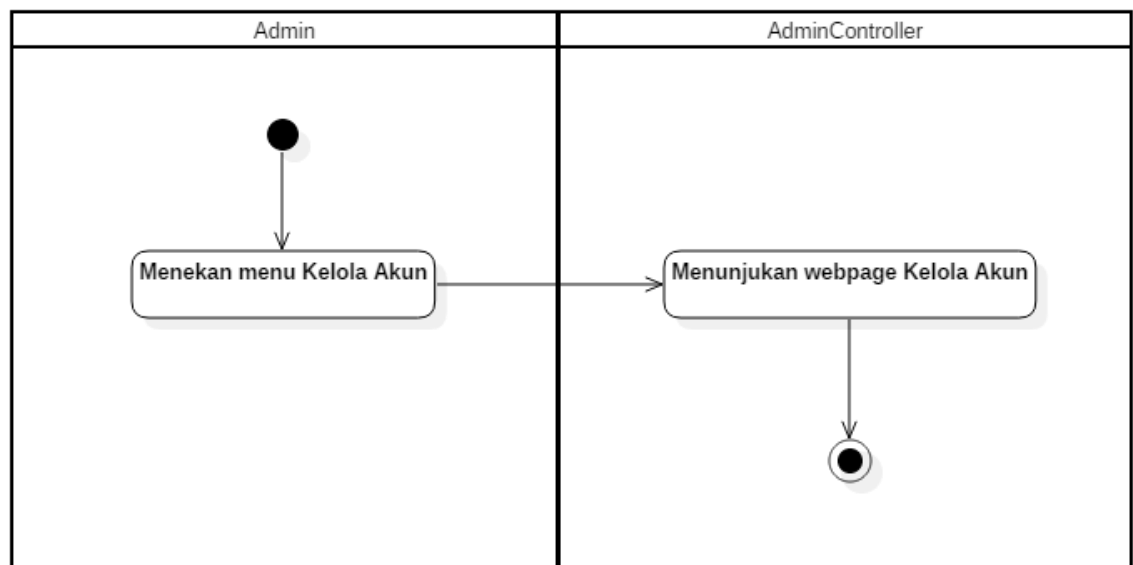 Admin
AdminController
Menekan menu Kelola Akun
Menunjukan webpage Kelola Akun